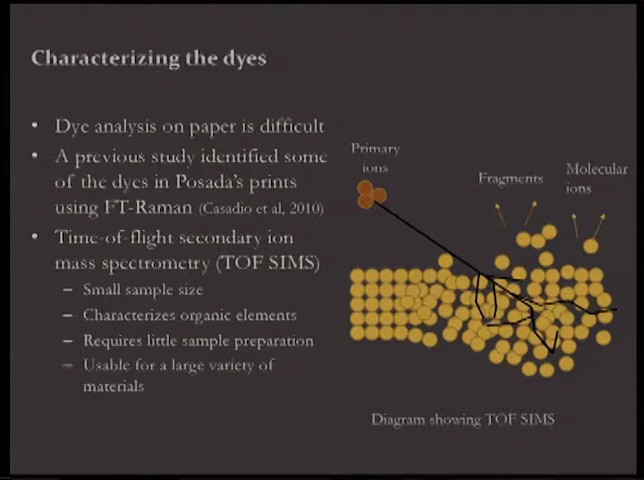 Characterizing the dyes
• Dye analysis on paper is difficult
• A previous study identified some
of the dyes in Posada's prints
using FT-Raman (Casadio et al, 2010)
• Time-of-flight secondary ion
mass spectrometry (TOF SIMS)
– Small sample size
– Characterizes organic elements
– Requires little sample preparation
– Usable for a large variety of
materials
Primary
ions
Fragments
Molecular
ions
Diagram showing TOF SIMS